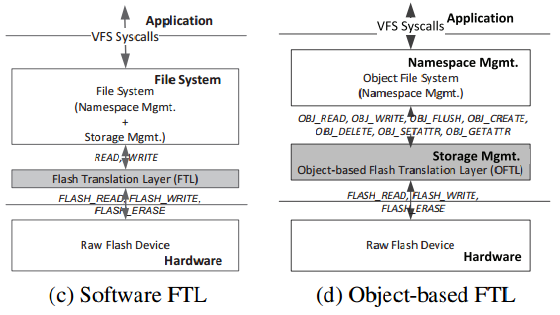 Application
VFS Syscalls
File System
File System
(Namespace Mgmt.
+
Storage Mgmt.)
READ, WRITE
Flash Translation Layer (FTL)
FLASH_READ, FLASH_WRITE,
FLASH_ERASE
Raw Flash Device
Hardware
(c) Software FTL
Application
VFS Syscalls
Namespace Mgmt.
Object File System
(Namespace Mgmt.)
OBJ_READ, OBJ_WRITE, OBJ_FLUSH, OBJ_CREATE,
OBJ_DELETE, OBJ_SETATTR, OBJ_GETATTR
Storage Mgmt.
Object-based Flash Translation Layer (OFTL)
FLASH_READ, FLASH_WRITE,
FLASH_ERASE
Raw Flash Device
Hardware
(d) Object-based FTL